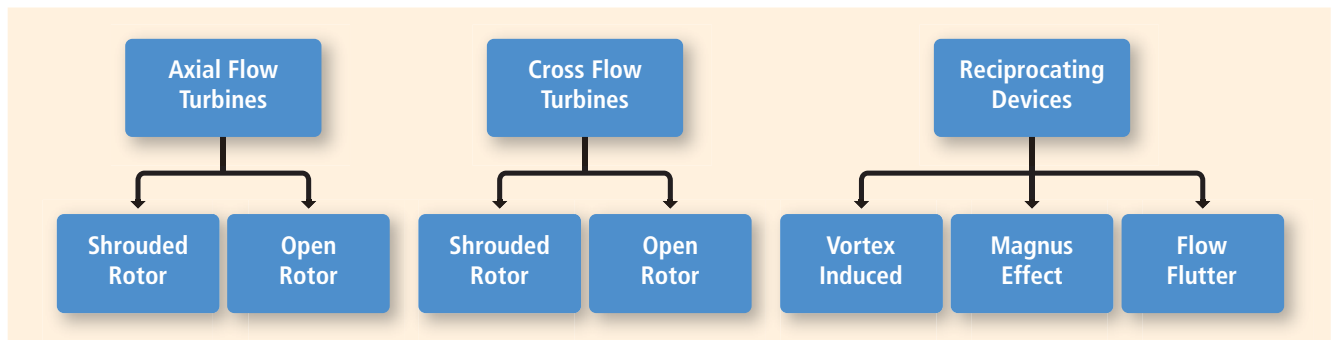 Axial Flow
Turbines
Cross Flow
Turbines
Reciprocating
Devices
Shrouded
Rotor
Open
Rotor
Shrouded
Rotor
Open
Rotor
Vortex
Induced
Magnus
Effect
Flow
Flutter